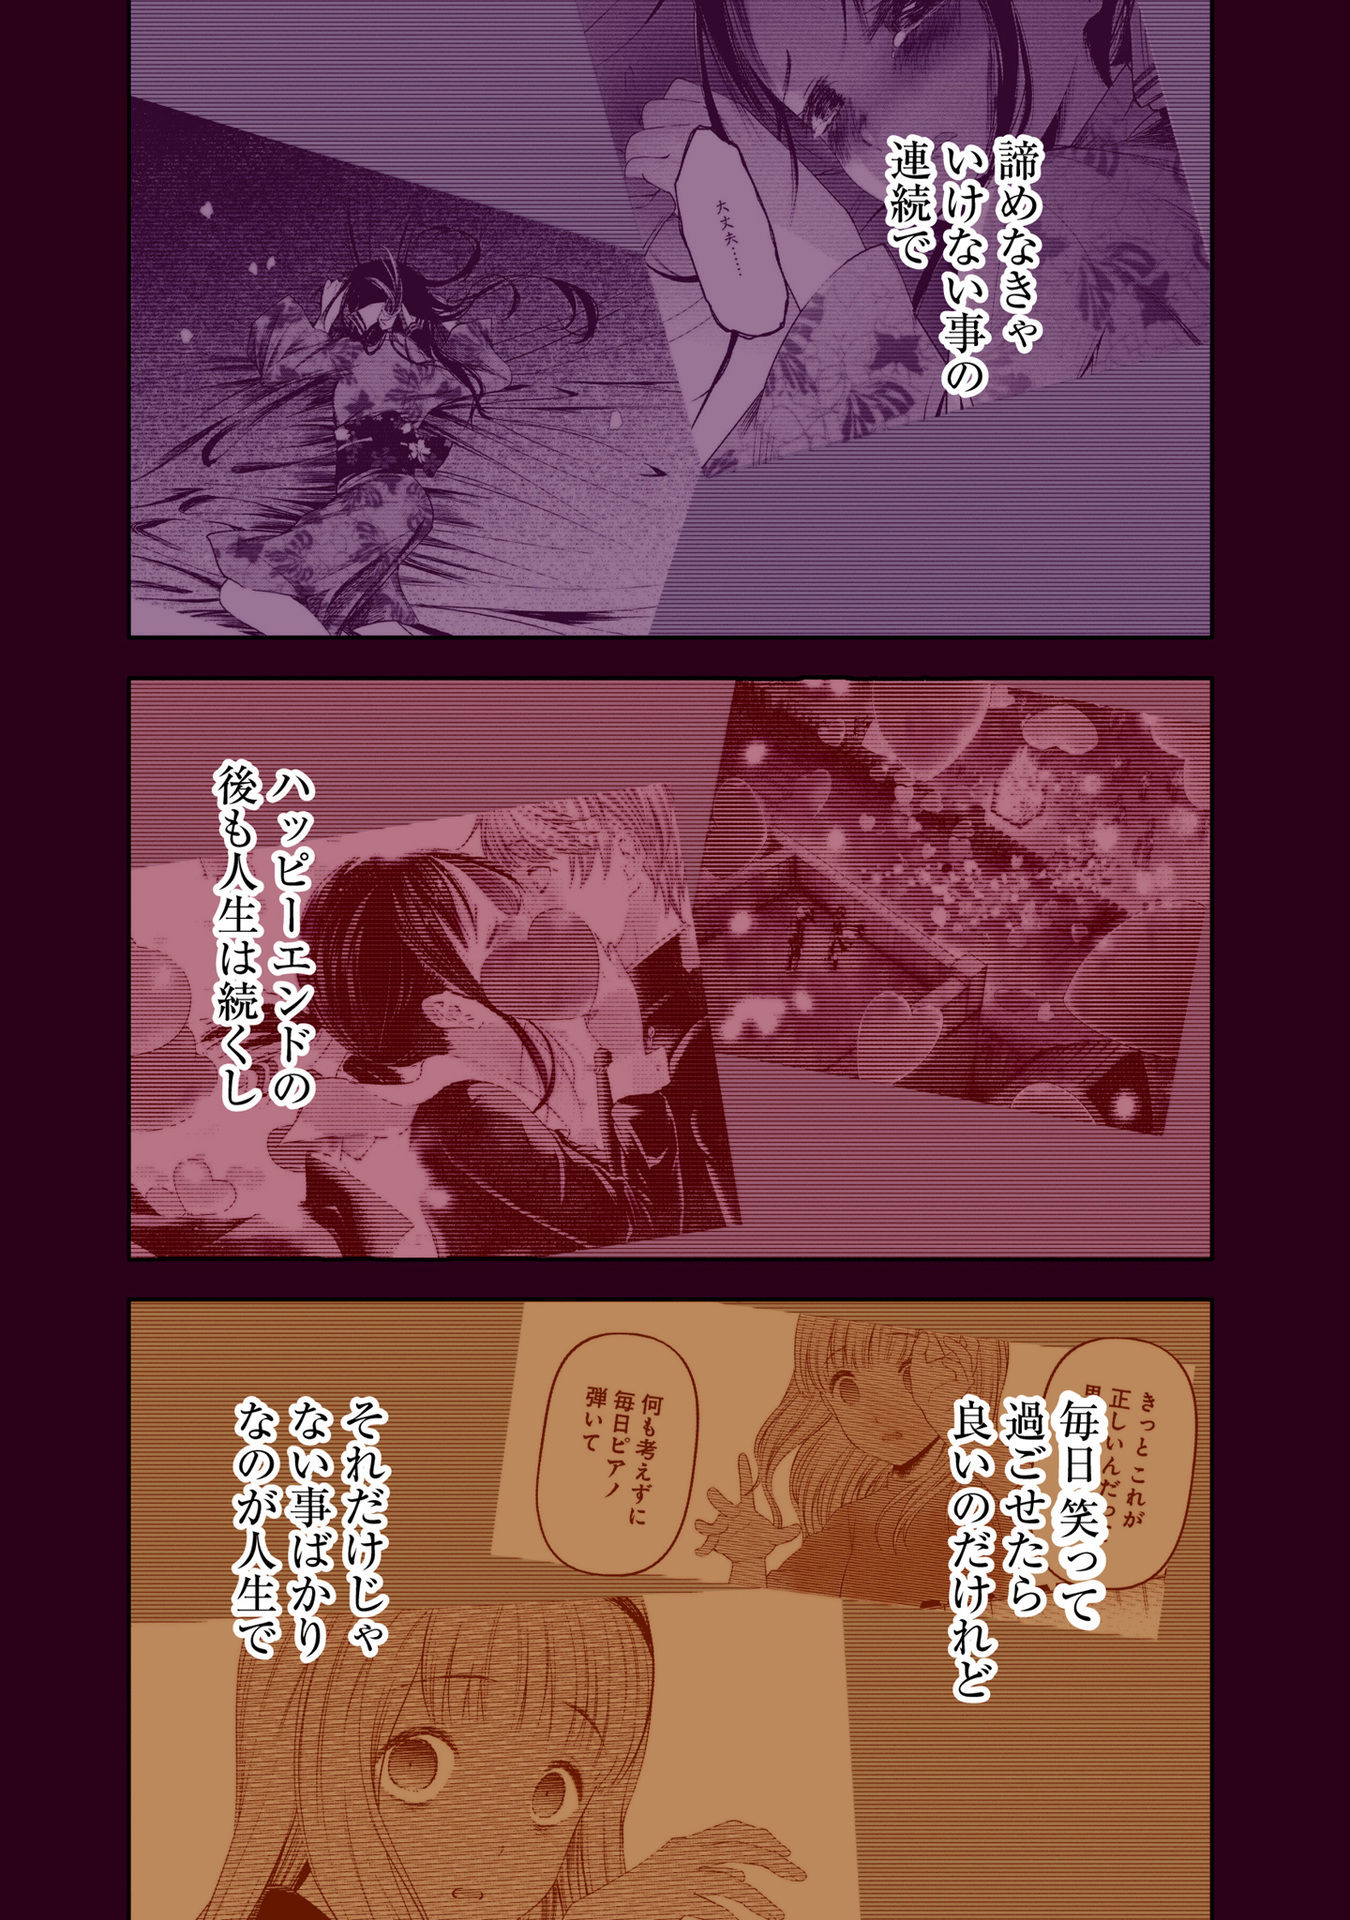 諦めなきゃ
いけない事の
連続で
大丈夫……
ハッピーエンドの
後も人生は続くし
きっと これが
正しいんだっ
毎日笑って
過ごせたら
良いのだけれど
何も考えずに
毎日ピアノ
弾いて
それだけじゃ
ない事ばかり
なのが人生で